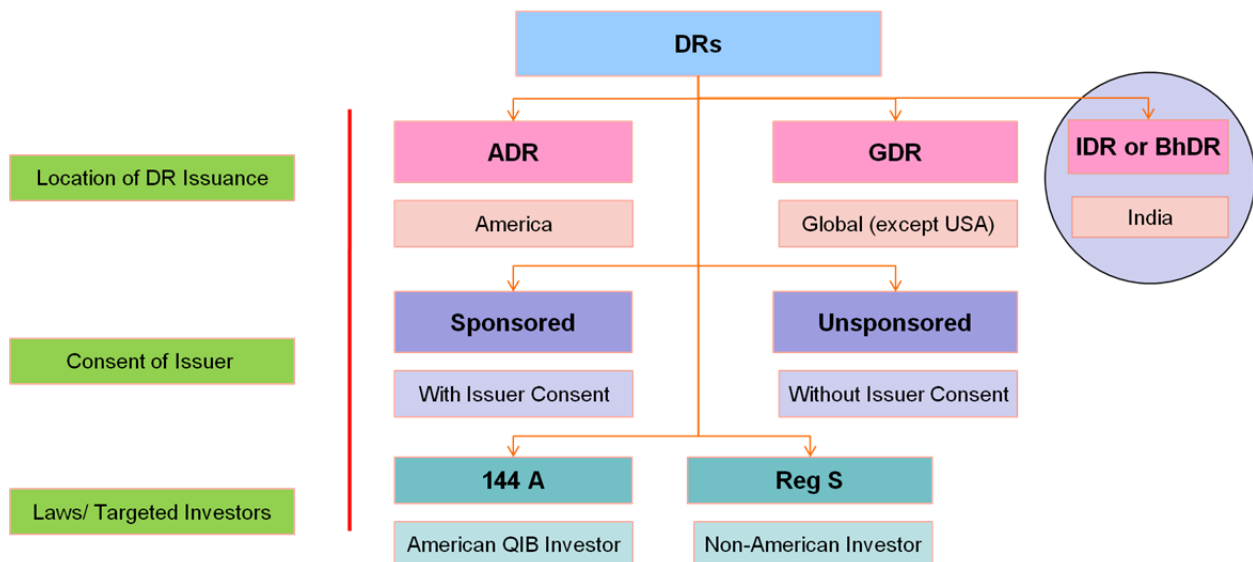 DRs
ADR
GDR
IDR or BhDR
Location of DR Issuance
America
Global (except USA)
India
Sponsored
Unsponsored
Consent of Issuer
With Issuer Consent
Without Issuer Consent
144 A
Reg S
Laws/ Targeted Investors
American QIB Investor
Non-American Investor